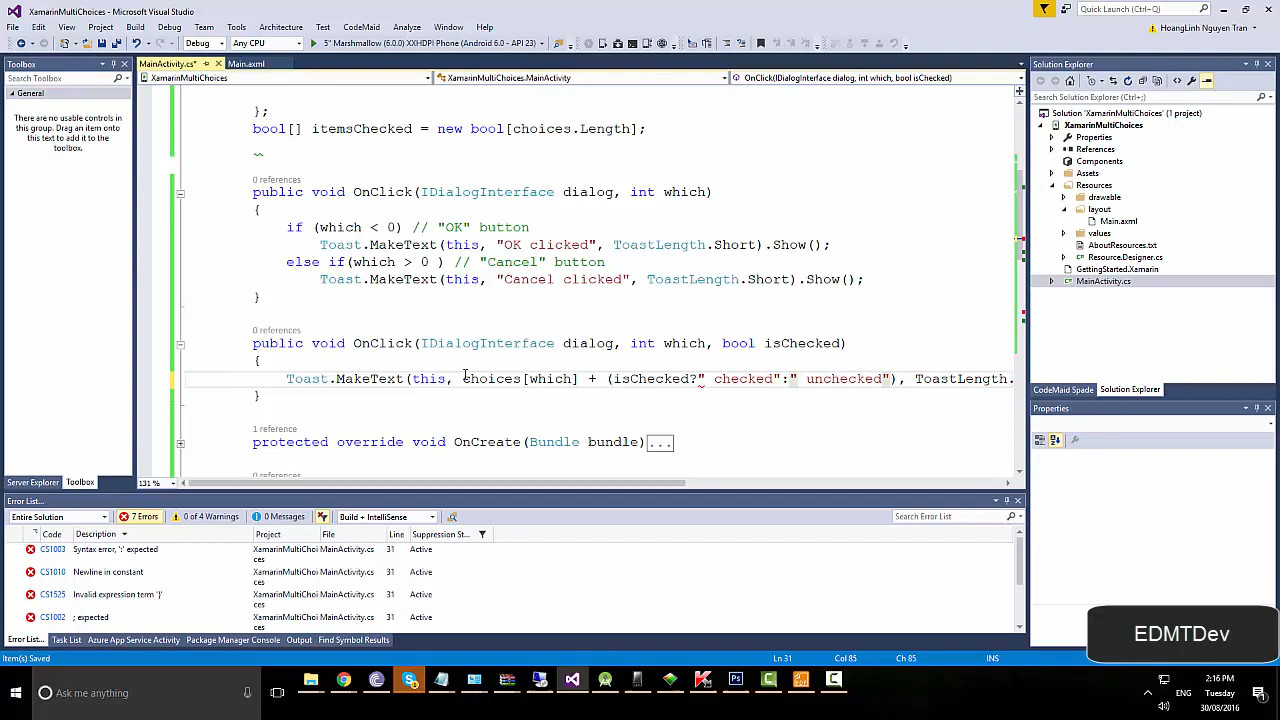 XamarinMultiChoices - Microsoft Visual Studio
Quick Launch (Ctrl+Q)
File Edit View Project Build Debug Team Tools Architecture Test CodeMaid Analyze Window Help
HoangLinh Nguyen Tran
Debug Any CPU 5" Marshmallow (6.0.0) XXHDPI Phone (Android 6.0 - API 23)
Toolbox
MainActivity.cs* Main.axml
Solution Explorer
Search Toolbox
XamarinMultiChoices XamarinMultiChoices.MainActivity OnClick(IDialogInterface dialog, int which, bool isChecked)
General
There are no usable controls in
this group. Drag an item onto
this text to add it to the
toolbox.
};
bool[] itemsChecked = new bool[choices.Length];
0 references
public void OnClick(IDialogInterface dialog, int which)
{
if (which < 0) // "OK" button
Toast.MakeText(this, "OK clicked", ToastLength.Short).Show();
else if(which > 0 ) // "Cancel" button
Toast.MakeText(this, "Cancel clicked", ToastLength.Short).Show();
}
0 references
public void OnClick(IDialogInterface dialog, int which, bool isChecked)
{
Toast.MakeText(this, choices[which] + (isChecked?" checked":" unchecked"), ToastLength.
}
1 reference
protected override void OnCreate(Bundle bundle)...
0 references
131 %
Search Solution Explorer (Ctrl+;)
Solution 'XamarinMultiChoices' (1 project)
XamarinMultiChoices
Properties
References
Components
Assets
Resources
drawable
layout
Main.axml
values
AboutResources.txt
Resource.Designer.cs
GettingStarted.Xamarin
MainActivity.cs
CodeMaid Spade Solution Explorer
Properties
Server Explorer Toolbox
Error List...
Entire Solution 7 Errors 0 of 4 Warnings 0 Messages Build + IntelliSense Search Error List
Code Description Project File Line Suppression St...
CS1003 Syntax error, ':' expected XamarinMultiChoi MainActivity.cs 31 Active
ces
CS1010 Newline in constant XamarinMultiChoi MainActivity.cs 31 Active
ces
CS1525 Invalid expression term ']' XamarinMultiChoi MainActivity.cs 31 Active
ces
CS1002 ; expected XamarinMultiChoi MainActivity.cs 31 Active
ces
Error List... Task List Azure App Service Activity Package Manager Console Output Find Symbol Results
EDMTDev
Item(s) Saved Ln 31 Col 85 Ch 85 INS
Ask me anything
ENG
2:16 PM
Tuesday
30/08/2016